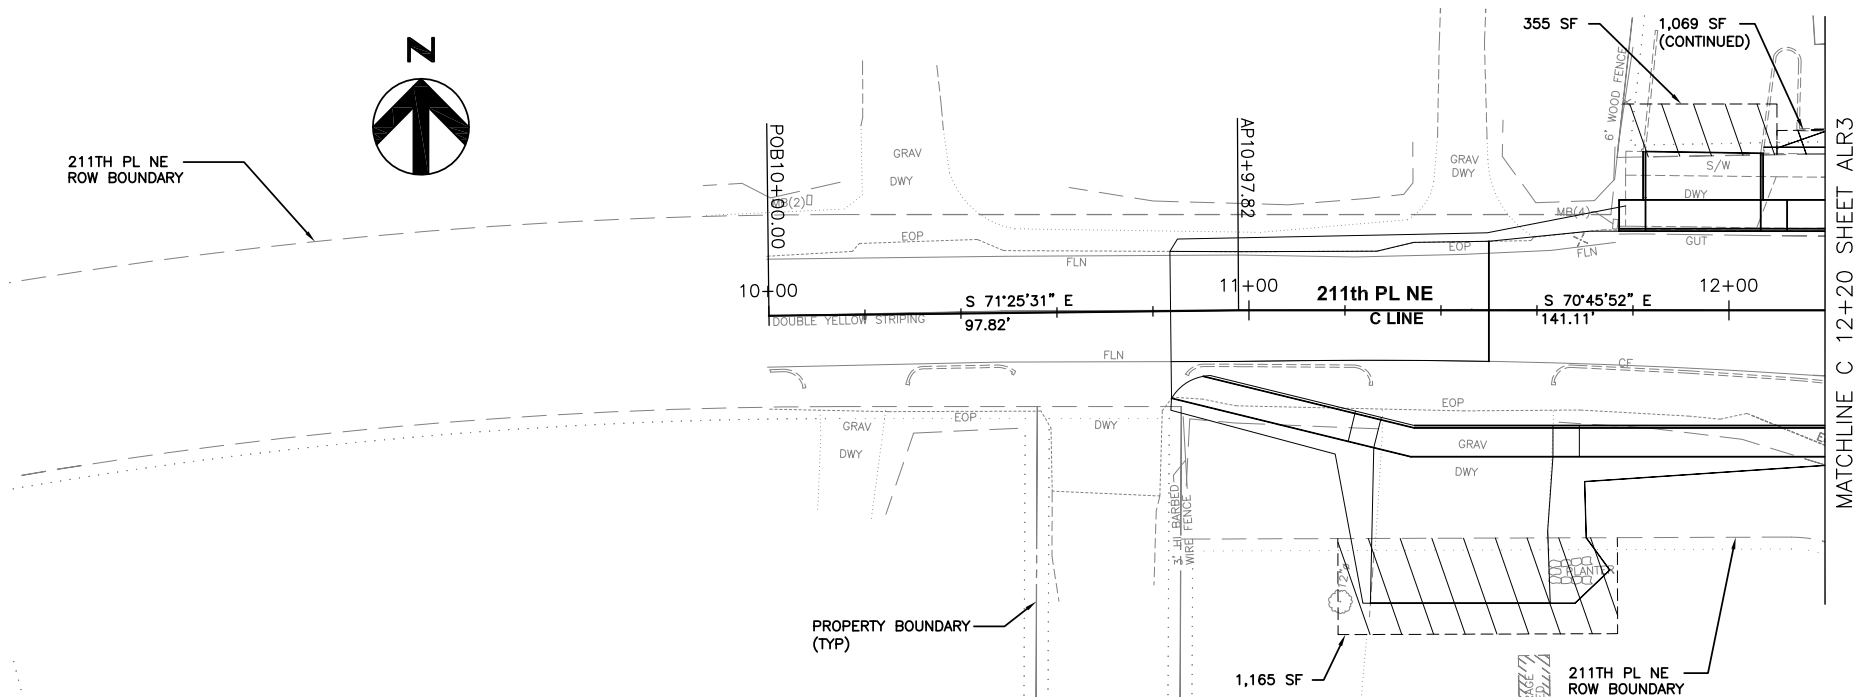 N
355 SF
1,069 SF
(CONTINUED)
6' WOOD FENCE
211TH PL NE
ROW BOUNDARY
POB10+00.00
AP10+97.82
GRAV
DWY
GRAV
DWY
S/W
DWY
MB(2)
MB(4)
EOP
EOP
FLN
FLN
GUT
10+00
11+00
12+00
S 71°25'31" E
97.82'
211th PL NE
C LINE
S 70°45'52" E
141.11'
DOUBLE YELLOW STRIPING
FLN
EOP
EOP
GRAV
DWY
DWY
GRAV
DWY
3' HI BARBED
WIRE FENCE
12"
PLANTER
PROPERTY BOUNDARY
(TYP)
1,165 SF
211TH PL NE
ROW BOUNDARY
MATCHLINE C 12+20 SHEET ALR3